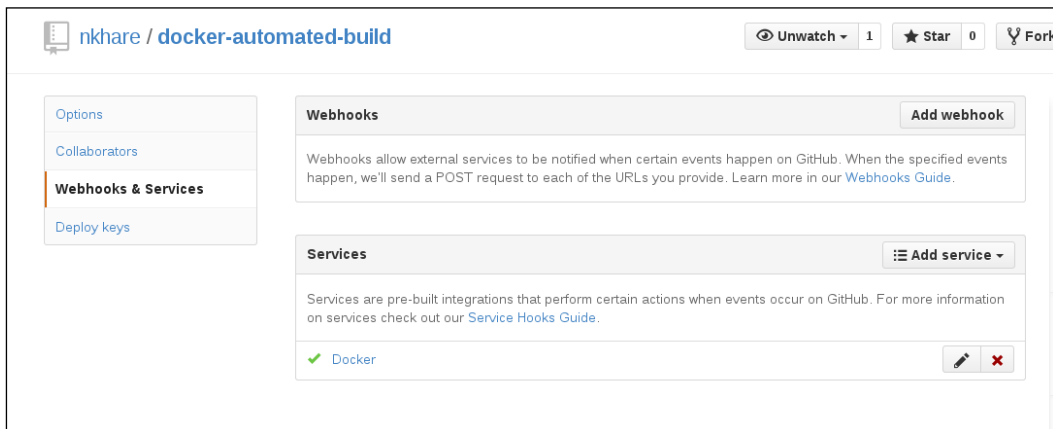 nkhare / docker-automated-build
Unwatch 1 Star 0 Fork
Options
Collaborators
Webhooks & Services
Deploy keys
Webhooks
Add webhook
Webhooks allow external services to be notified when certain events happen on GitHub. When the specified events
happen, we'll send a POST request to each of the URLs you provide. Learn more in our Webhooks Guide.
Services
Add service
Services are pre-built integrations that perform certain actions when events occur on GitHub. For more information
on services check out our Service Hooks Guide.
Docker